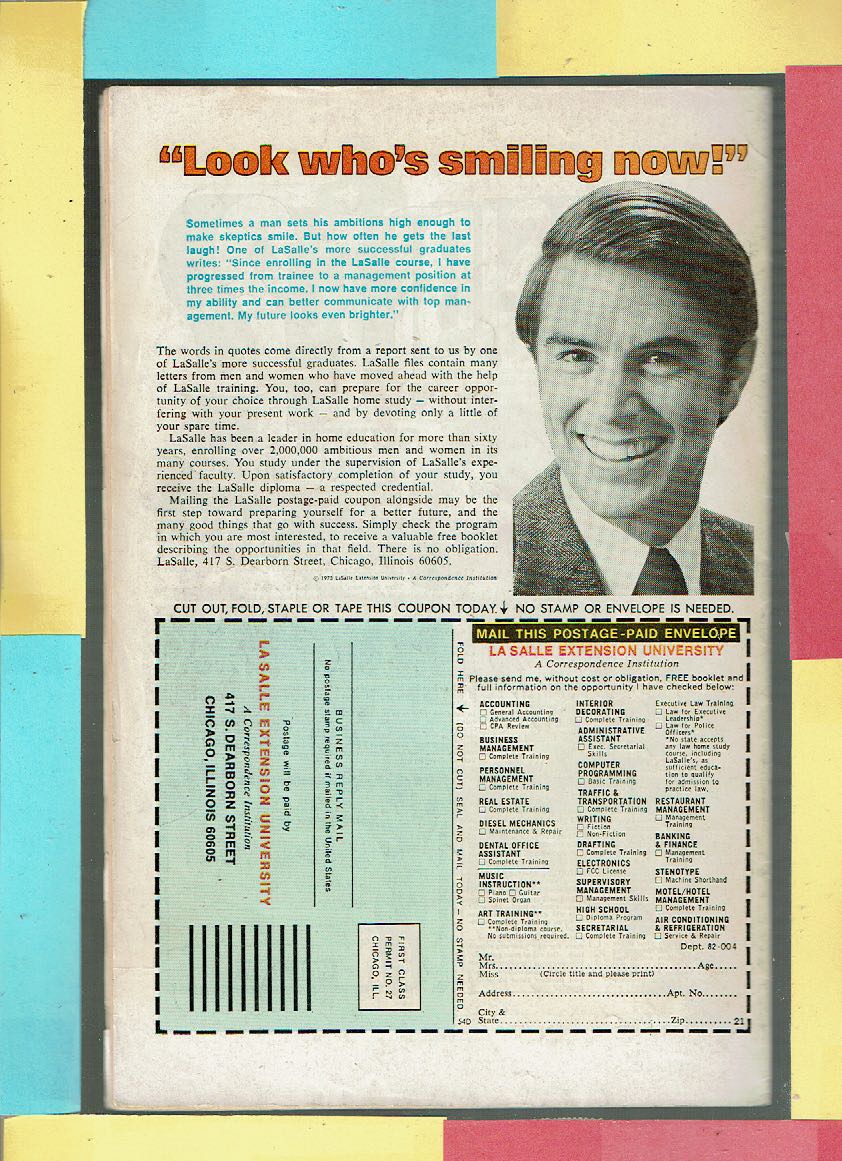 “Look who's smiling now!”
Sometimes a man sets his ambitions high enough to
make skeptics smile. But how often he gets the last
laugh! One of LaSalle's more successful graduates
writes: “Since enrolling in the LaSalle course, I have
progressed from trainee to a management position at
three times the income. I now have more confidence in
my ability and can better communicate with top man-
agement. My future looks even brighter.”
The words in quotes come directly from a report sent to us by one
of LaSalle's more successful graduates. LaSalle files contain many
letters from men and women who have moved ahead with the help
of LaSalle training. You, too, can prepare for the career oppor-
tunity of your choice through LaSalle home study — without inter-
fering with your present work — and by devoting only a little of
your spare time.
LaSalle has been a leader in home education for more than sixty
years, enrolling over 2,000,000 ambitious men and women in its
many courses. You study under the supervision of LaSalle's expe-
rienced faculty. Upon satisfactory completion of your study, you
receive the LaSalle diploma — a respected credential.
Mailing the LaSalle postage-paid coupon alongside may be the
first step toward preparing yourself for a better future, and the
many good things that go with success. Simply check the program
in which you are most interested, to receive a valuable free booklet
describing the opportunities in that field. There is no obligation.
LaSalle, 417 S. Dearborn Street, Chicago, Illinois 60605.
LaSalle Extension University • A Correspondence Institution
CUT OUT, FOLD, STAPLE OR TAPE THIS COUPON TODAY. NO STAMP OR ENVELOPE IS NEEDED.
BUSINESS REPLY MAIL
No postage stamp required if mailed in the United States
Postage will be paid by
LA SALLE EXTENSION UNIVERSITY
A Correspondence Institution
417 S. DEARBORN STREET
CHICAGO, ILLINOIS 60605
FIRST CLASS
PERMIT NO. 27
CHICAGO, ILL.
FOLD HERE (DO NOT CUT) SEAL AND MAIL TODAY — NO STAMP NEEDED.
MAIL THIS POSTAGE-PAID ENVELOPE
LA SALLE EXTENSION UNIVERSITY
A Correspondence Institution
Please send me, without cost or obligation, FREE booklet and
full information on the opportunity I have checked below:
ACCOUNTING
☐ General Accounting
☐ Advanced Accounting
☐ CPA Review
BUSINESS
MANAGEMENT
☐ Complete Training
PERSONNEL
MANAGEMENT
☐ Complete Training
REAL ESTATE
☐ Complete Training
DIESEL MECHANICS
☐ Maintenance & Repair
DENTAL OFFICE
ASSISTANT
☐ Complete Training
MUSIC
INSTRUCTION**
☐ Piano ☐ Guitar
☐ Spinet Organ
ART TRAINING**
☐ Complete Training
**Non-diploma course.
No submissions required.
INTERIOR
DECORATING
☐ Complete Training
ADMINISTRATIVE
ASSISTANT
☐ Exec. Secretarial
Skills
COMPUTER
PROGRAMMING
☐ Basic Training
TRAFFIC &
TRANSPORTATION
☐ Complete Training
WRITING
☐ Fiction
☐ Non-Fiction
DRAFTING
☐ Complete Training
ELECTRONICS
☐ FCC License
SUPERVISORY
MANAGEMENT
☐ Management Skills
HIGH SCHOOL
☐ Diploma Program
SECRETARIAL
☐ Complete Training
Executive Law Training
☐ Law for Executive
Leadership*
☐ Law for Police
Officers*
*No state accepts
any law home study
course, including
LaSalle's, as
sufficient educa-
tion to qualify
for admission to
practice law.
RESTAURANT
MANAGEMENT
☐ Management
Training
BANKING
& FINANCE
☐ Management
Training
STENOTYPE
☐ Machine Shorthand
MOTEL/HOTEL
MANAGEMENT
☐ Complete Training
AIR CONDITIONING
& REFRIGERATION
☐ Service & Repair
Dept. 82-004
Mr.
Mrs. Age
Miss (Circle title and please print)
Address Apt. No.
City &
State Zip 21
54D